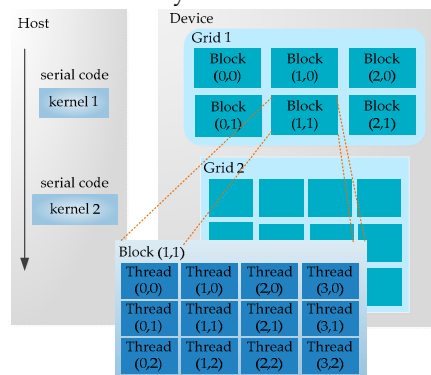 Host
serial code
kernel 1
serial code
kernel 2
Device
Grid 1
Block Block Block
(0,0) (1,0) (2,0)
Block Block Block
(0,1) (1,1) (2,1)
Grid 2
Block (1,1)
Thread Thread Thread Thread
(0,0) (1,0) (2,0) (3,0)
Thread Thread Thread Thread
(0,1) (1,1) (2,1) (3,1)
Thread Thread Thread Thread
(0,2) (1,2) (2,2) (3,2)